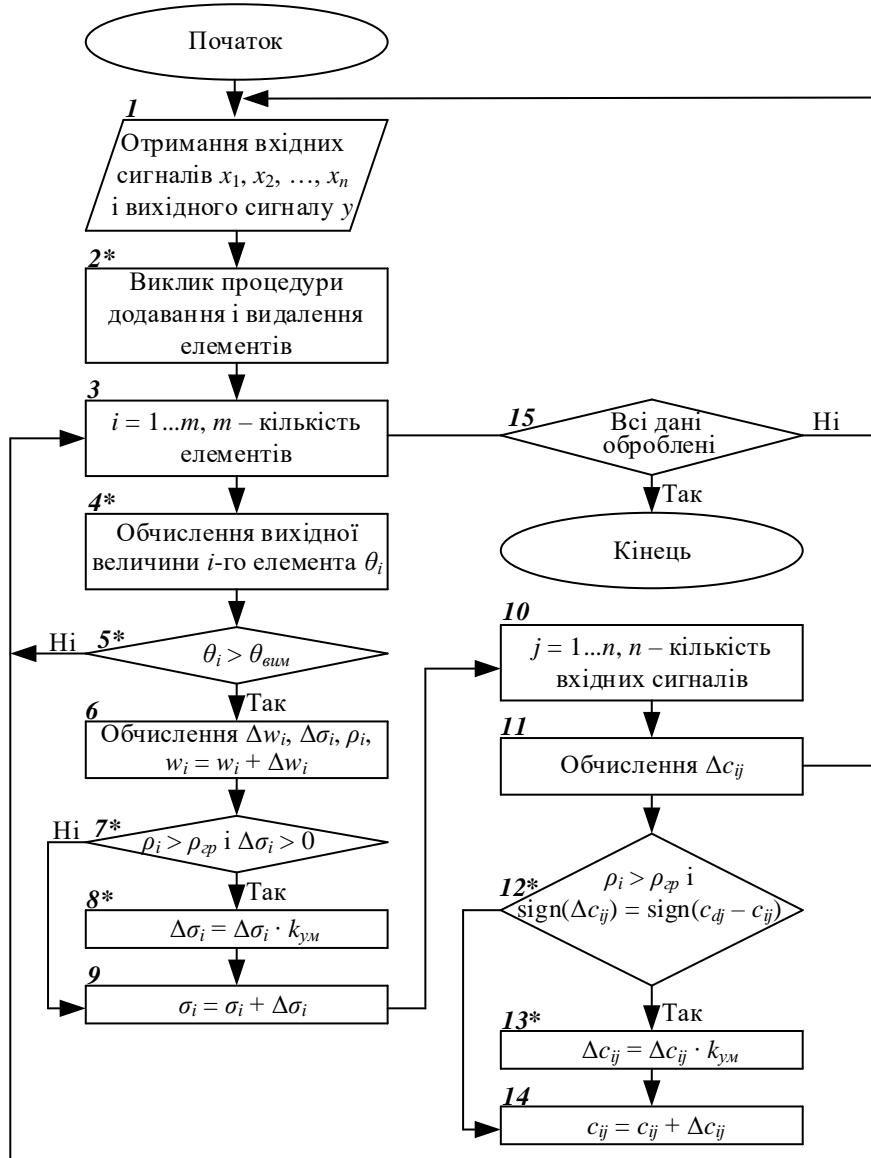 Початок
1
Отримання вхідних
сигналів x₁, x₂, …, xₙ
і вихідного сигналу y
2*
Виклик процедури
додавання і видалення
елементів
3
i = 1...m, m – кількість
елементів
4*
Обчислення вихідної
величини i-го елемента θᵢ
5*
Ні
θᵢ > θвим
Так
6
Обчислення Δwᵢ, Δσᵢ, ρᵢ,
wᵢ = wᵢ + Δwᵢ
7*
Ні
ρᵢ > ρгр і Δσᵢ > 0
Так
8*
Δσᵢ = Δσᵢ · kум
9
σᵢ = σᵢ + Δσᵢ
15
Всі дані
оброблені
Ні
Так
Кінець
10
j = 1...n, n – кількість
вхідних сигналів
11
Обчислення Δcᵢⱼ
12*
ρᵢ > ρгр і
sign(Δcᵢⱼ) = sign(cdj – cᵢⱼ)
Так
13*
Δcᵢⱼ = Δcᵢⱼ · kум
14
cᵢⱼ = cᵢⱼ + Δcᵢⱼ